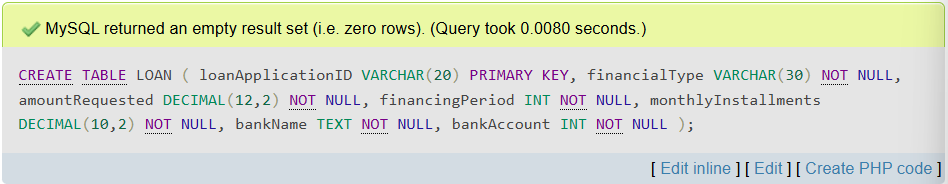 MySQL returned an empty result set (i.e. zero rows). (Query took 0.0080 seconds.)
CREATE TABLE LOAN ( loanApplicationID VARCHAR(20) PRIMARY KEY, financialType VARCHAR(30) NOT NULL,
amountRequested DECIMAL(12,2) NOT NULL, financingPeriod INT NOT NULL, monthlyInstallments
DECIMAL(10,2) NOT NULL, bankName TEXT NOT NULL, bankAccount INT NOT NULL );
[ Edit inline ] [ Edit ] [ Create PHP code ]